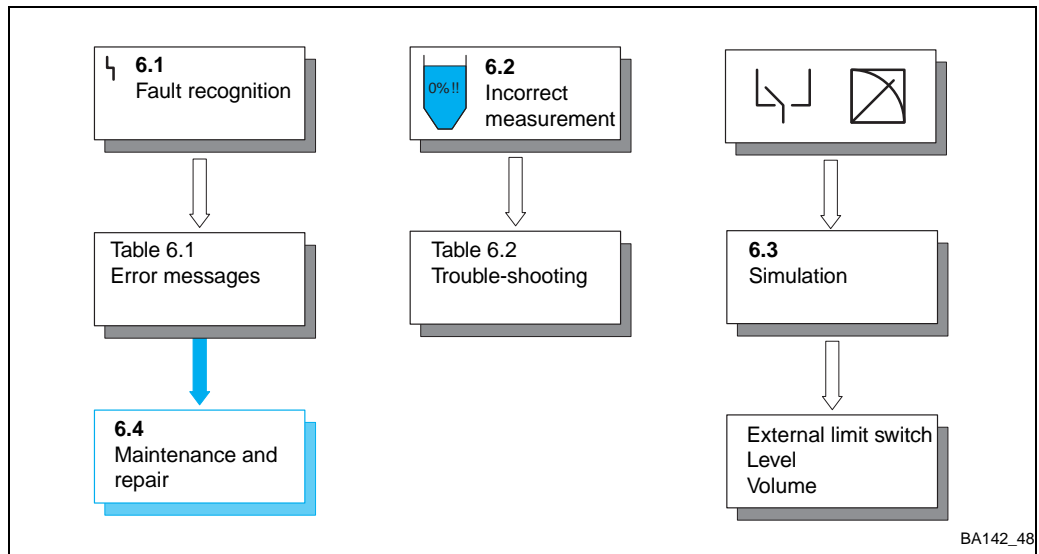 6.1
Fault recognition
0% !!
6.2
Incorrect
measurement
Table 6.1
Error messages
Table 6.2
Trouble-shooting
6.3
Simulation
6.4
Maintenance and
repair
External limit switch
Level
Volume
BA142_48